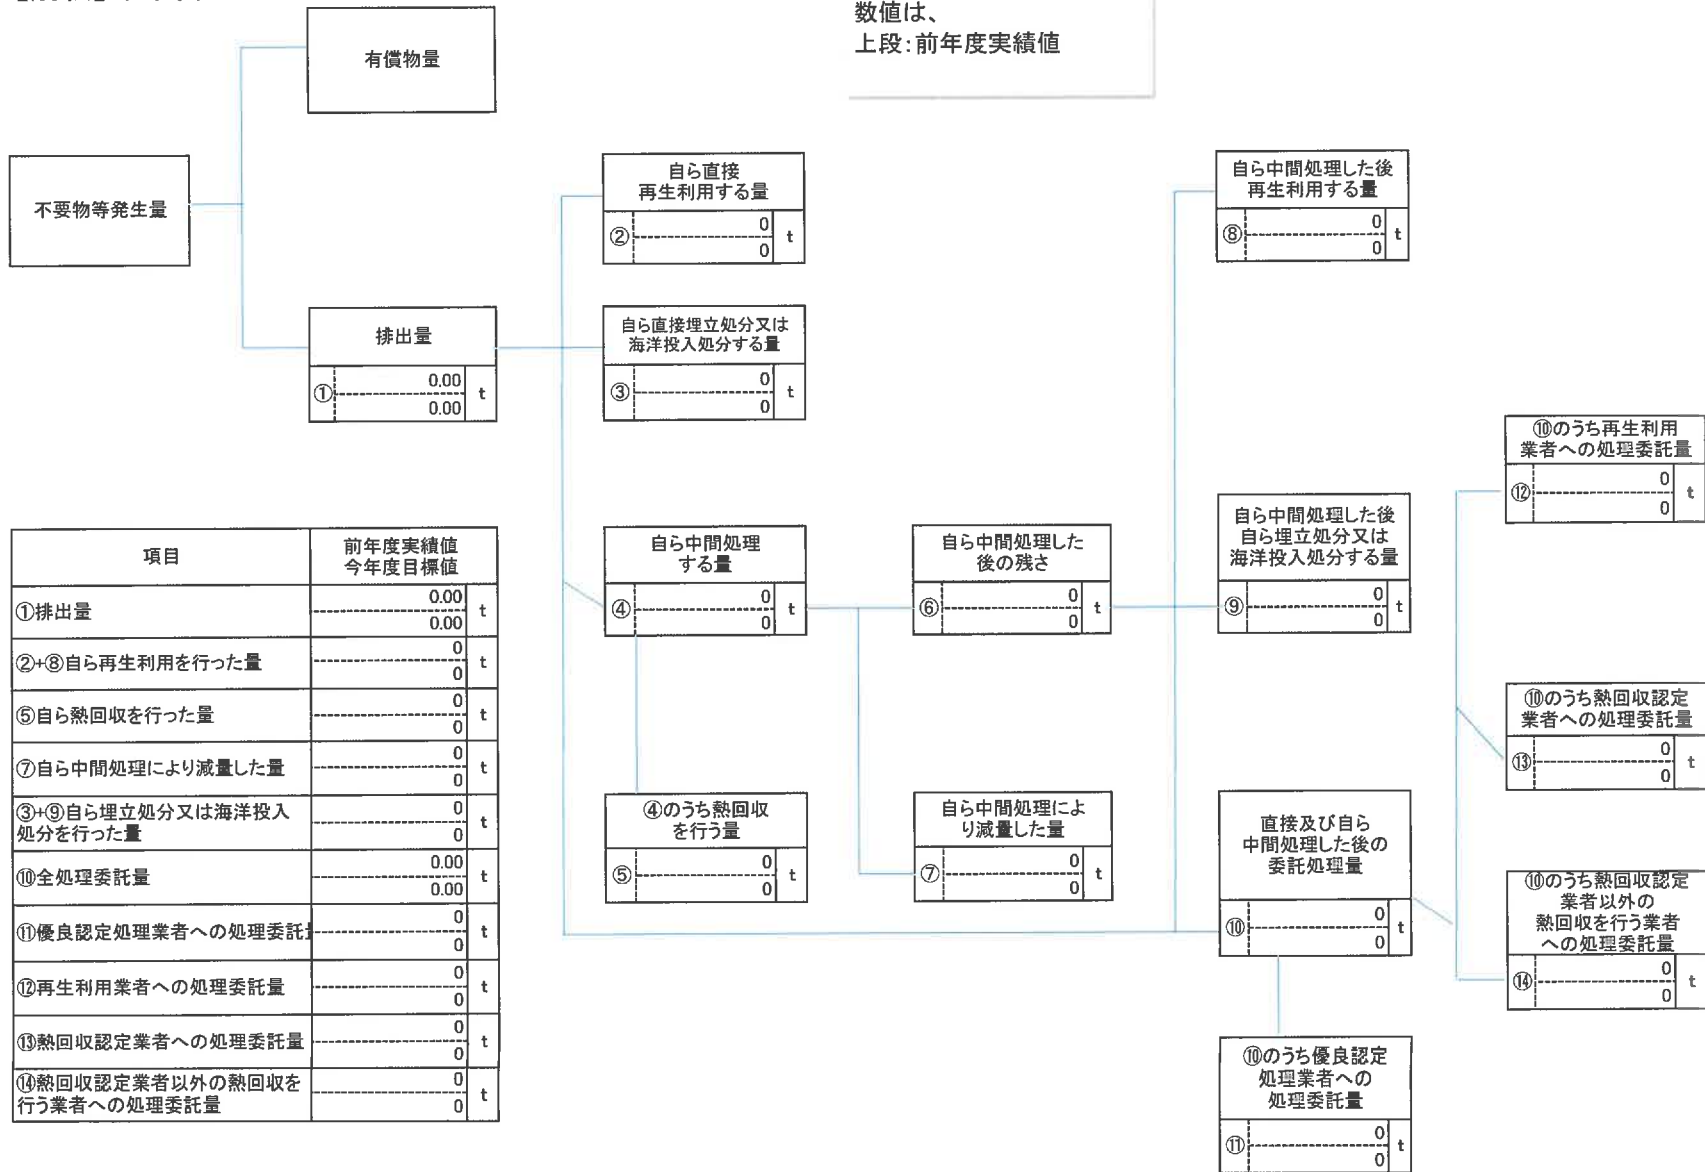 数値は、
上段：前年度実績値
有償物量
不要物等発生量
排出量
① 0.00 t
0.00
自ら直接
再生利用する量
② 0 t
0
自ら直接埋立処分又は
海洋投入処分する量
③ 0 t
0
自ら中間処理
する量
④ 0 t
0
④のうち熱回収
を行う量
⑤ 0 t
0
自ら中間処理した
後の残さ
⑥ 0 t
0
自ら中間処理によ
り減量した量
⑦ 0 t
0
自ら中間処理した後
再生利用する量
⑧ 0 t
0
自ら中間処理した後
自ら埋立処分又は
海洋投入処分する量
⑨ 0 t
0
直接及び自ら
中間処理した後の
委託処理量
⑩ 0 t
0
⑩のうち優良認定
処理業者への
処理委託量
⑪ 0 t
0
⑩のうち再生利用
業者への処理委託量
⑫ 0 t
0
⑩のうち熱回収認定
業者への処理委託量
⑬ 0 t
0
⑩のうち熱回収認定
業者以外の
熱回収を行う業者
への処理委託量
⑭ 0 t
0
項目 前年度実績値
今年度目標値
①排出量 0.00 t
0.00
②+⑧自ら再生利用を行った量 0 t
0
⑤自ら熱回収を行った量 0 t
0
⑦自ら中間処理により減量した量 0 t
0
③+⑨自ら埋立処分又は海洋投入
処分を行った量 0 t
0
⑩全処理委託量 0.00 t
0.00
⑪優良認定処理業者への処理委託 0 t
0
⑫再生利用業者への処理委託量 0 t
0
⑬熱回収認定業者への処理委託量 0 t
0
⑭熱回収認定業者以外の熱回収を
行う業者への処理委託量 0 t
0